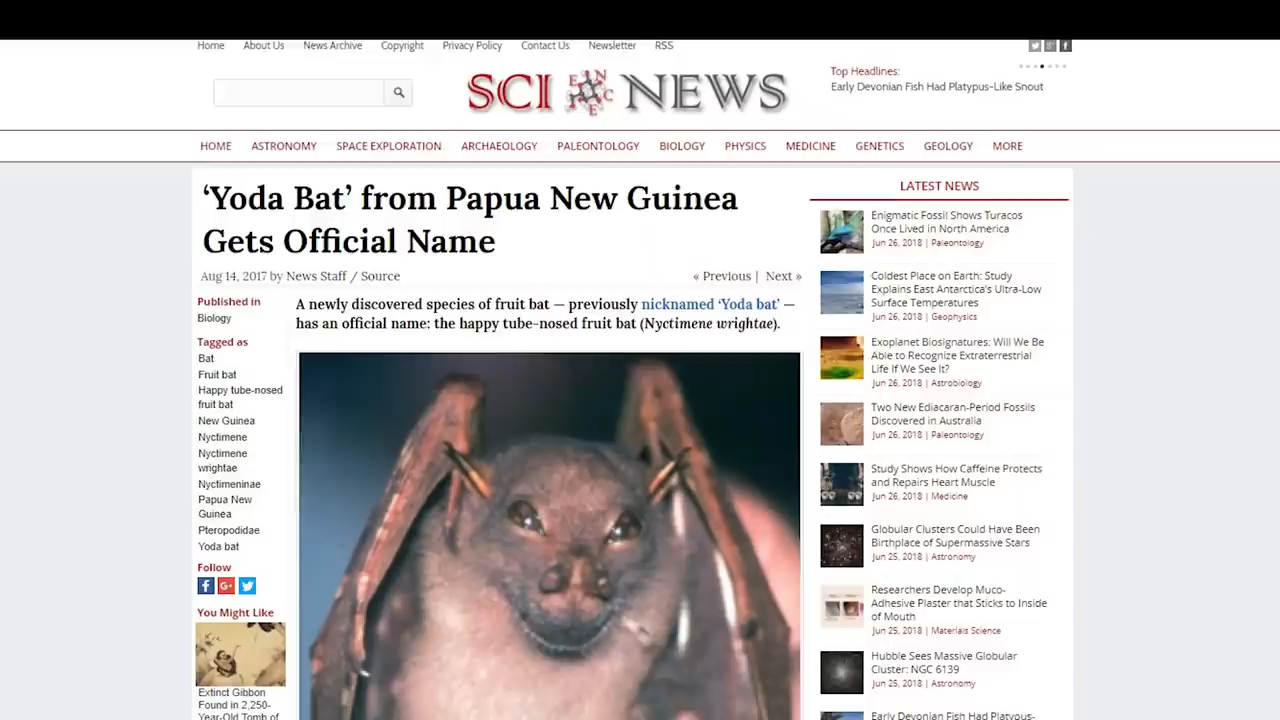 Home About Us News Archive Copyright Privacy Policy Contact Us Newsletter RSS
SCI NEWS
Top Headlines:
Early Devonian Fish Had Platypus-Like Snout
HOME ASTRONOMY SPACE EXPLORATION ARCHAEOLOGY PALEONTOLOGY BIOLOGY PHYSICS MEDICINE GENETICS GEOLOGY MORE
‘Yoda Bat’ from Papua New Guinea
Gets Official Name
Aug 14, 2017 by News Staff / Source
« Previous | Next »
Published in
Biology
Tagged as
Bat
Fruit bat
Happy tube-nosed
fruit bat
New Guinea
Nyctimene
Nyctimene
wrightae
Nyctimeninae
Papua New
Guinea
Pteropodidae
Yoda bat
Follow
You Might Like
Extinct Gibbon
Found in 2,250-
Year-Old Tomb of
A newly discovered species of fruit bat — previously nicknamed ‘Yoda bat’ —
has an official name: the happy tube-nosed fruit bat (Nyctimene wrightae).
LATEST NEWS
Enigmatic Fossil Shows Turacos
Once Lived in North America
Jun 26, 2018 | Paleontology
Coldest Place on Earth: Study
Explains East Antarctica's Ultra-Low
Surface Temperatures
Jun 26, 2018 | Geophysics
Exoplanet Biosignatures: Will We Be
Able to Recognize Extraterrestrial
Life If We See It?
Jun 26, 2018 | Astrobiology
Two New Ediacaran-Period Fossils
Discovered in Australia
Jun 26, 2018 | Paleontology
Study Shows How Caffeine Protects
and Repairs Heart Muscle
Jun 26, 2018 | Medicine
Globular Clusters Could Have Been
Birthplace of Supermassive Stars
Jun 25, 2018 | Astronomy
Researchers Develop Muco-
Adhesive Plaster that Sticks to Inside
of Mouth
Jun 25, 2018 | Materials Science
Hubble Sees Massive Globular
Cluster: NGC 6139
Jun 25, 2018 | Astronomy
Early Devonian Fish Had Platypus-